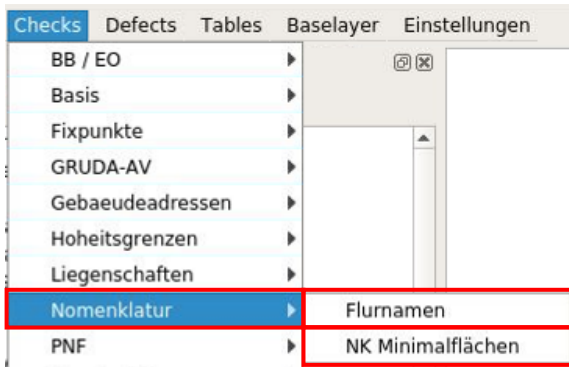 Checks Defects Tables Baselayer Einstellungen
BB / EO
Basis
Fixpunkte
GRUDA-AV
Gebaeudeadressen
Hoheitsgrenzen
Liegenschaften
Nomenklatur Flurnamen
PNF NK Minimalflächen